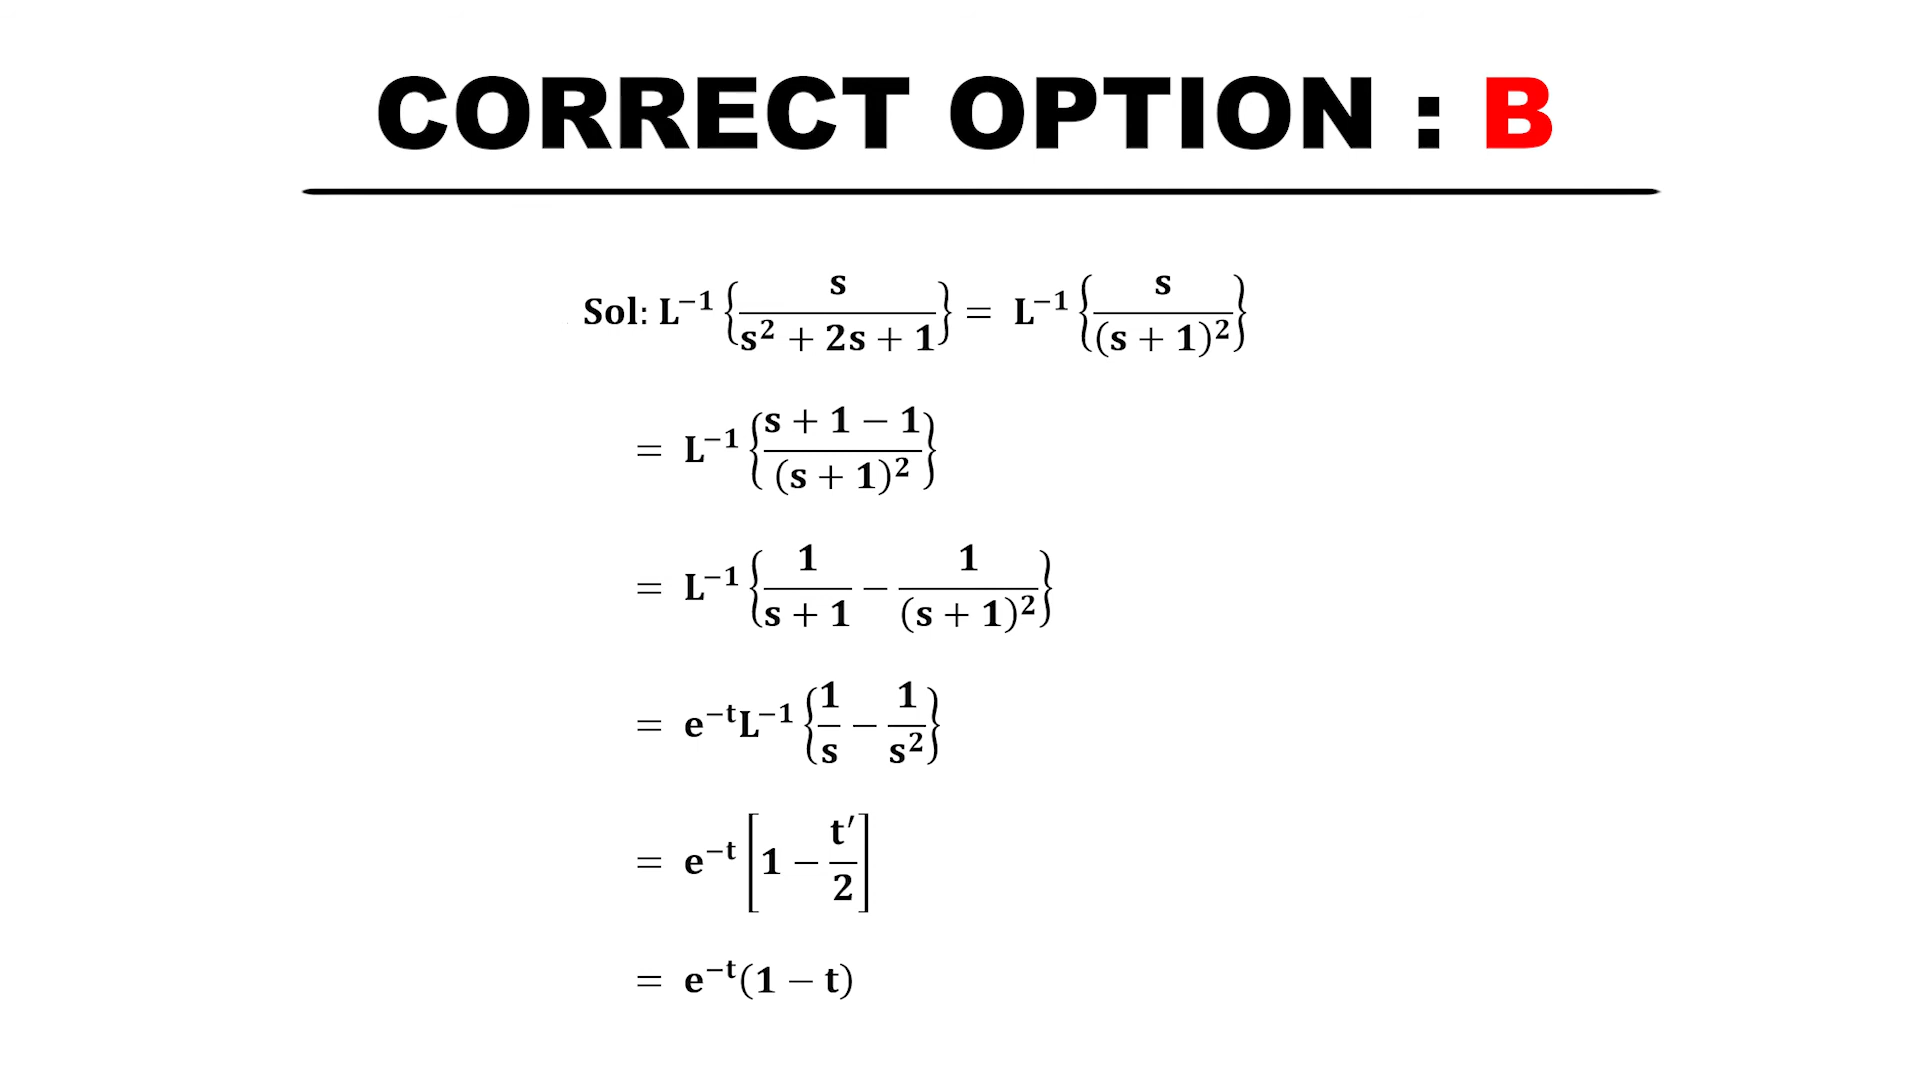 CORRECT OPTION : B
Sol: L⁻¹ {s / (s² + 2s + 1)} = L⁻¹ {s / (s + 1)²}
= L⁻¹ {(s + 1 − 1) / (s + 1)²}
= L⁻¹ {1 / (s + 1) − 1 / (s + 1)²}
= e⁻ᵗL⁻¹ {1/s − 1/s²}
= e⁻ᵗ [1 − t′/2]
= e⁻ᵗ(1 − t)